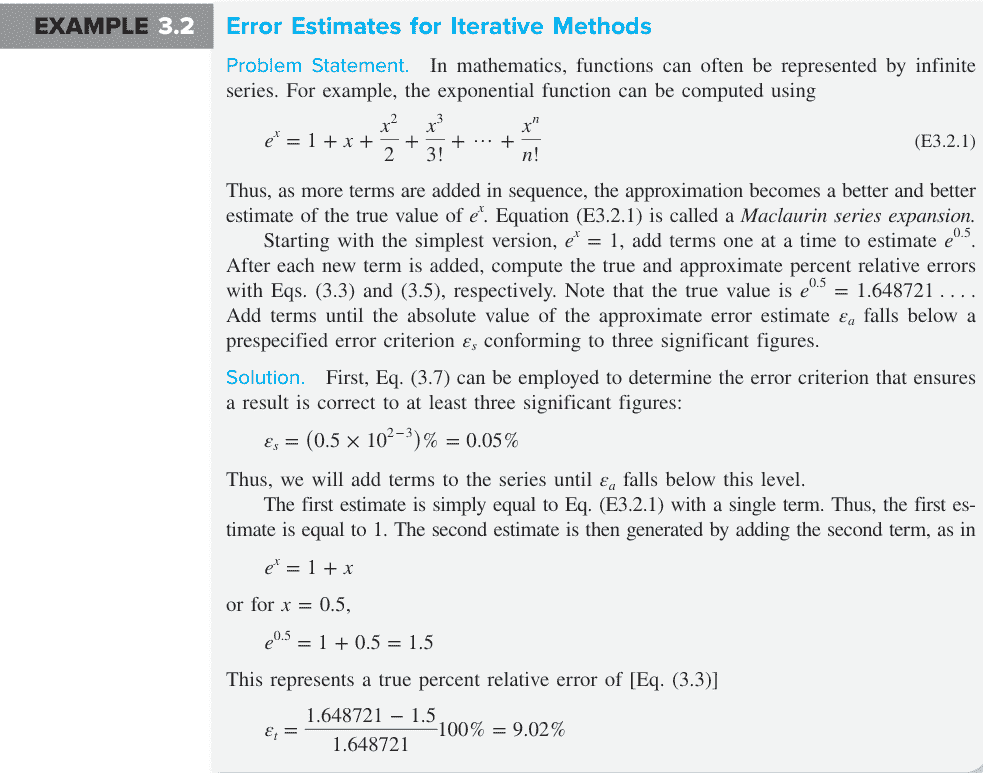 EXAMPLE 3.2 Error Estimates for Iterative Methods
Problem Statement. In mathematics, functions can often be represented by infinite
series. For example, the exponential function can be computed using
e^x = 1 + x + x^2/2 + x^3/3! + ⋯ + x^n/n! (E3.2.1)
Thus, as more terms are added in sequence, the approximation becomes a better and better
estimate of the true value of e^x. Equation (E3.2.1) is called a Maclaurin series expansion.
Starting with the simplest version, e^x = 1, add terms one at a time to estimate e^0.5.
After each new term is added, compute the true and approximate percent relative errors
with Eqs. (3.3) and (3.5), respectively. Note that the true value is e^0.5 = 1.648721 . . . .
Add terms until the absolute value of the approximate error estimate ε_a falls below a
prespecified error criterion ε_s conforming to three significant figures.
Solution. First, Eq. (3.7) can be employed to determine the error criterion that ensures
a result is correct to at least three significant figures:
ε_s = (0.5 × 10^2−3)% = 0.05%
Thus, we will add terms to the series until ε_a falls below this level.
The first estimate is simply equal to Eq. (E3.2.1) with a single term. Thus, the first es-
timate is equal to 1. The second estimate is then generated by adding the second term, as in
e^x = 1 + x
or for x = 0.5,
e^0.5 = 1 + 0.5 = 1.5
This represents a true percent relative error of [Eq. (3.3)]
ε_t = (1.648721 − 1.5)/1.648721 100% = 9.02%